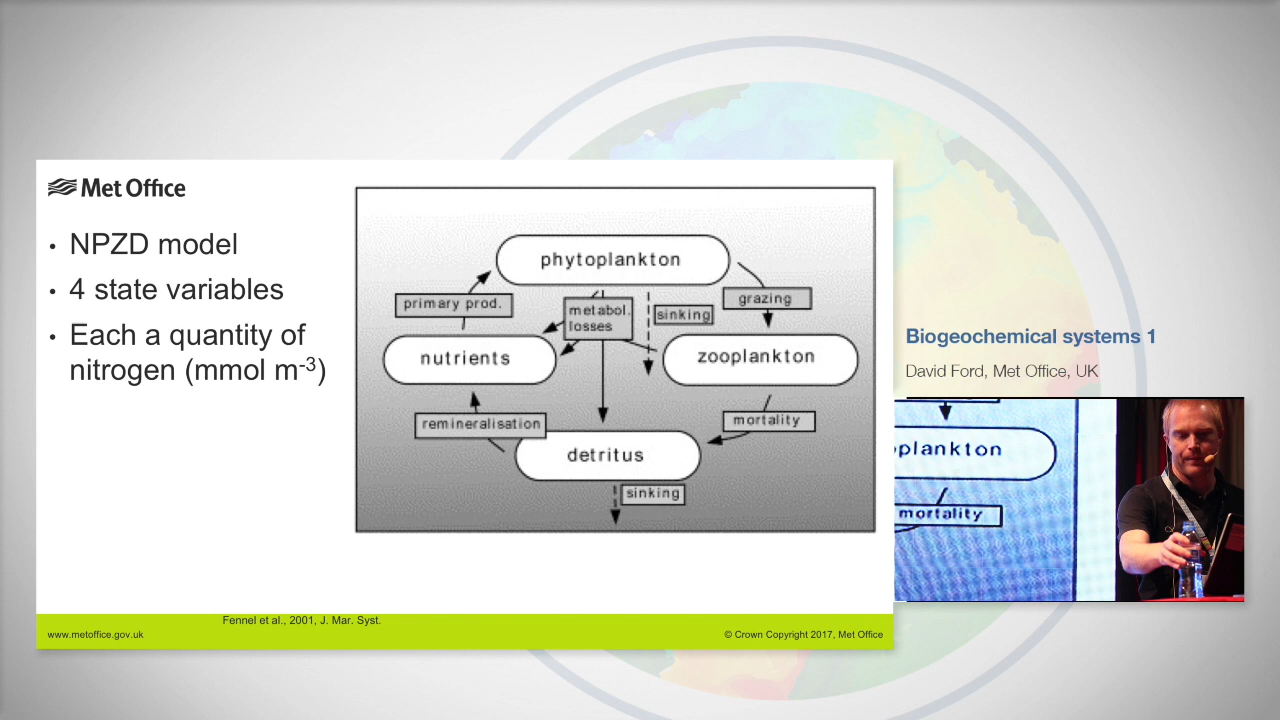 Met Office
• NPZD model
• 4 state variables
• Each a quantity of
nitrogen (mmol m-3)
phytoplankton
primary prod.
metabol.
losses
sinking
grazing
nutrients
zooplankton
remineralisation
mortality
detritus
sinking
Fennel et al., 2001, J. Mar. Syst.
www.metoffice.gov.uk
© Crown Copyright 2017, Met Office
Biogeochemical systems 1
David Ford, Met Office, UK
plankton
mortality